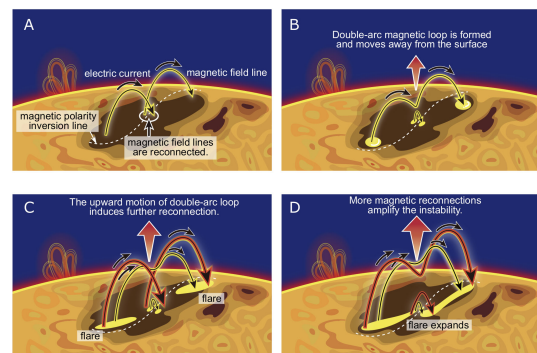 A
electric current
magnetic field line
magnetic polarity
inversion line
magnetic field lines
are reconnected.
B
Double-arc magnetic loop is formed
and moves away from the surface
C
The upward motion of double-arc loop
induces further reconnection.
flare
flare
D
More magnetic reconnections
amplify the instability.
flare expands